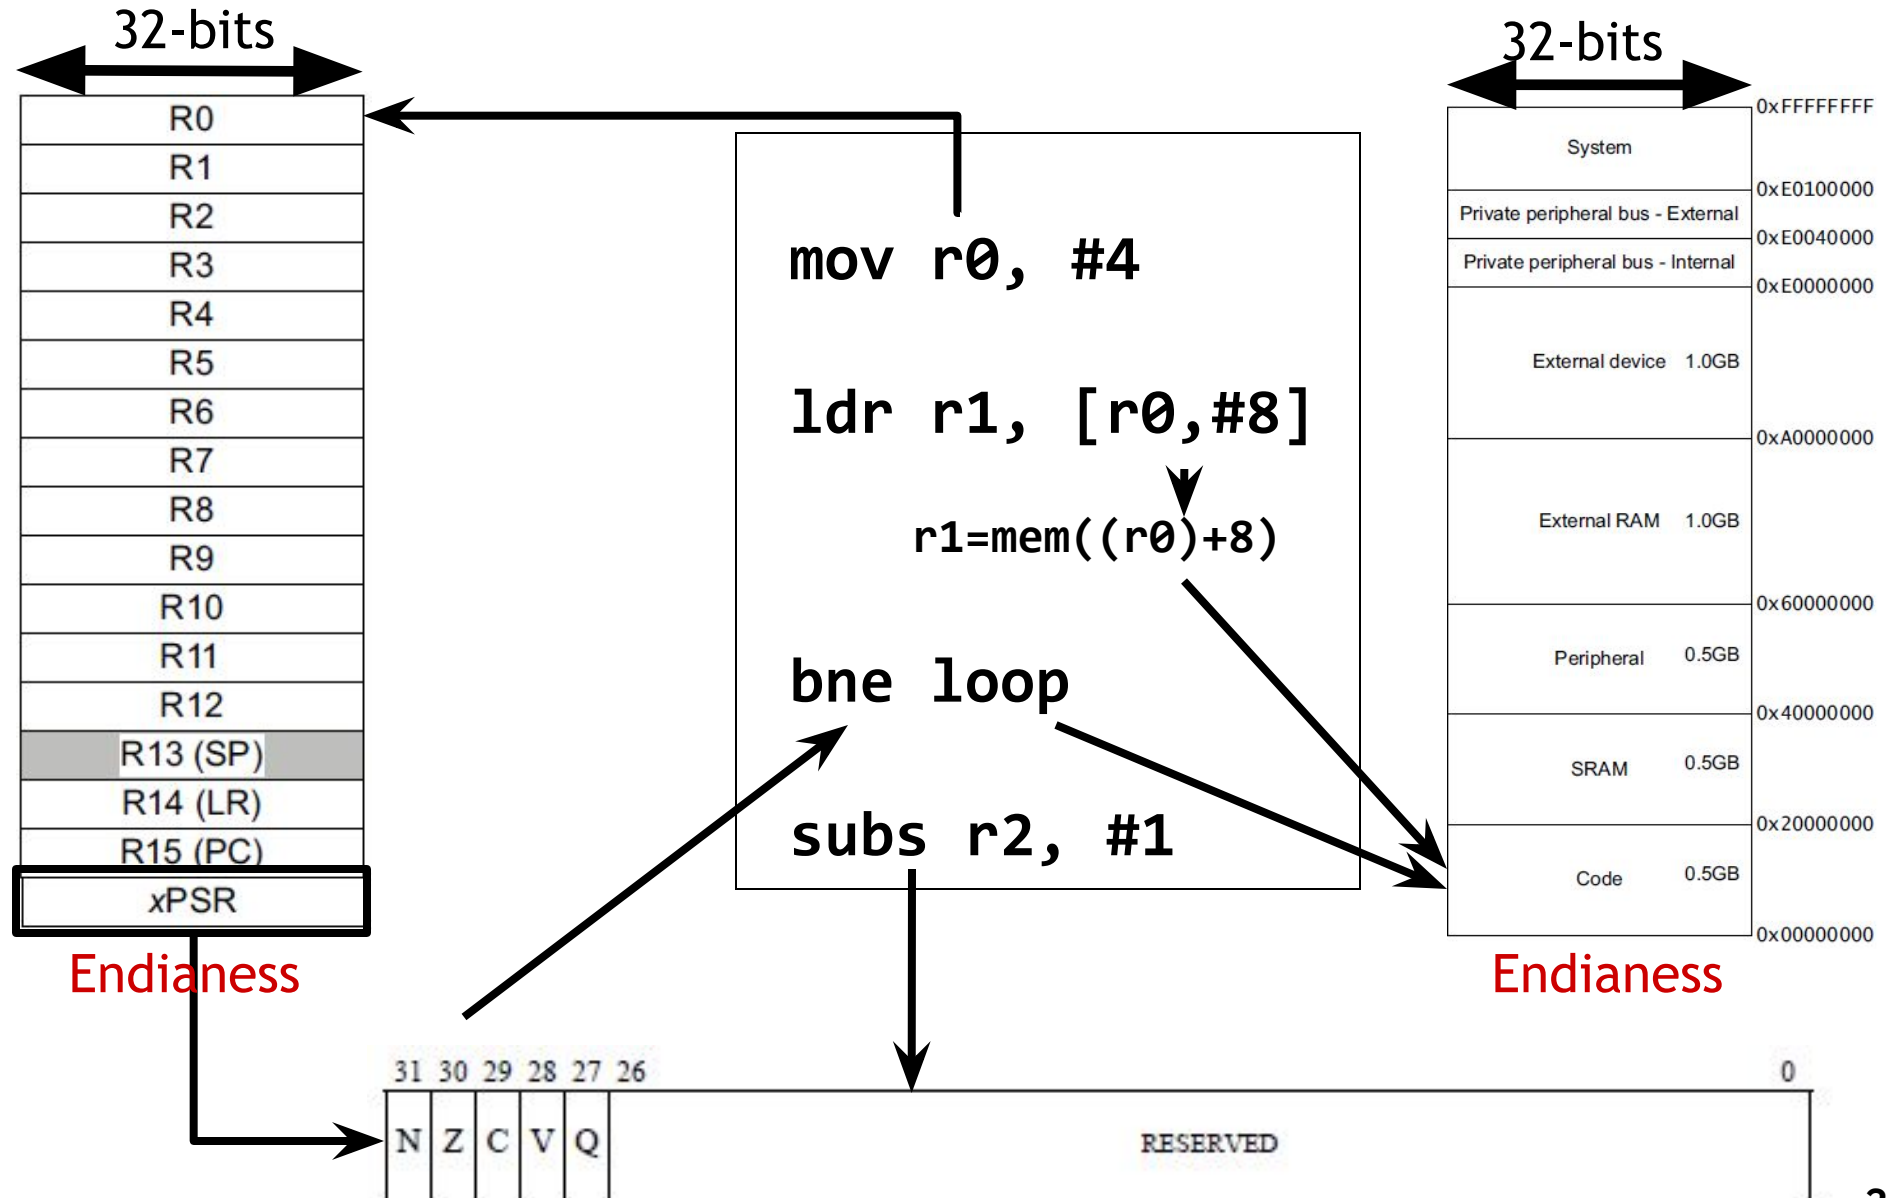 32-bits
R0
R1
R2
R3
R4
R5
R6
R7
R8
R9
R10
R11
R12
R13 (SP)
R14 (LR)
R15 (PC)
xPSR
Endianess
mov r0, #4
ldr r1, [r0,#8]
r1=mem((r0)+8)
bne loop
subs r2, #1
32-bits
0xFFFFFFFF
System
0xE0100000
Private peripheral bus - External
0xE0040000
Private peripheral bus - Internal
0xE0000000
External device 1.0GB
0xA0000000
External RAM 1.0GB
0x60000000
Peripheral 0.5GB
0x40000000
SRAM 0.5GB
0x20000000
Code 0.5GB
0x00000000
Endianess
31 30 29 28 27 26 0
N Z C V Q RESERVED